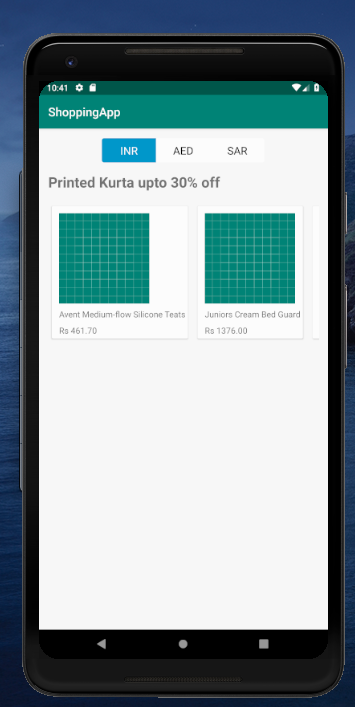 10:41
ShoppingApp
INR AED SAR
Printed Kurta upto 30% off
Avent Medium-flow Silicone Teats
Rs 461.70
Juniors Cream Bed Guard
Rs 1376.00